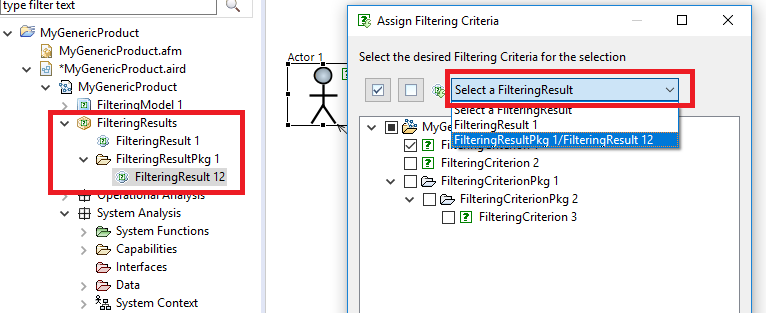 type filter text
MyGenericProduct
MyGenericProduct.afm
*MyGenericProduct.aird
MyGenericProduct
FilteringModel 1
FilteringResults
FilteringResult 1
FilteringResultPkg 1
FilteringResult 12
Operational Analysis
System Analysis
System Functions
Capabilities
Interfaces
Data
System Context
Actor 1
Assign Filtering Criteria
Select the desired Filtering Criteria for the selection
Select a FilteringResult
Select a FilteringResult
FilteringResult 1
FilteringResultPkg 1/FilteringResult 12
MyGe
FilteringCriterion 2
FilteringCriterionPkg 1
FilteringCriterionPkg 2
FilteringCriterion 3